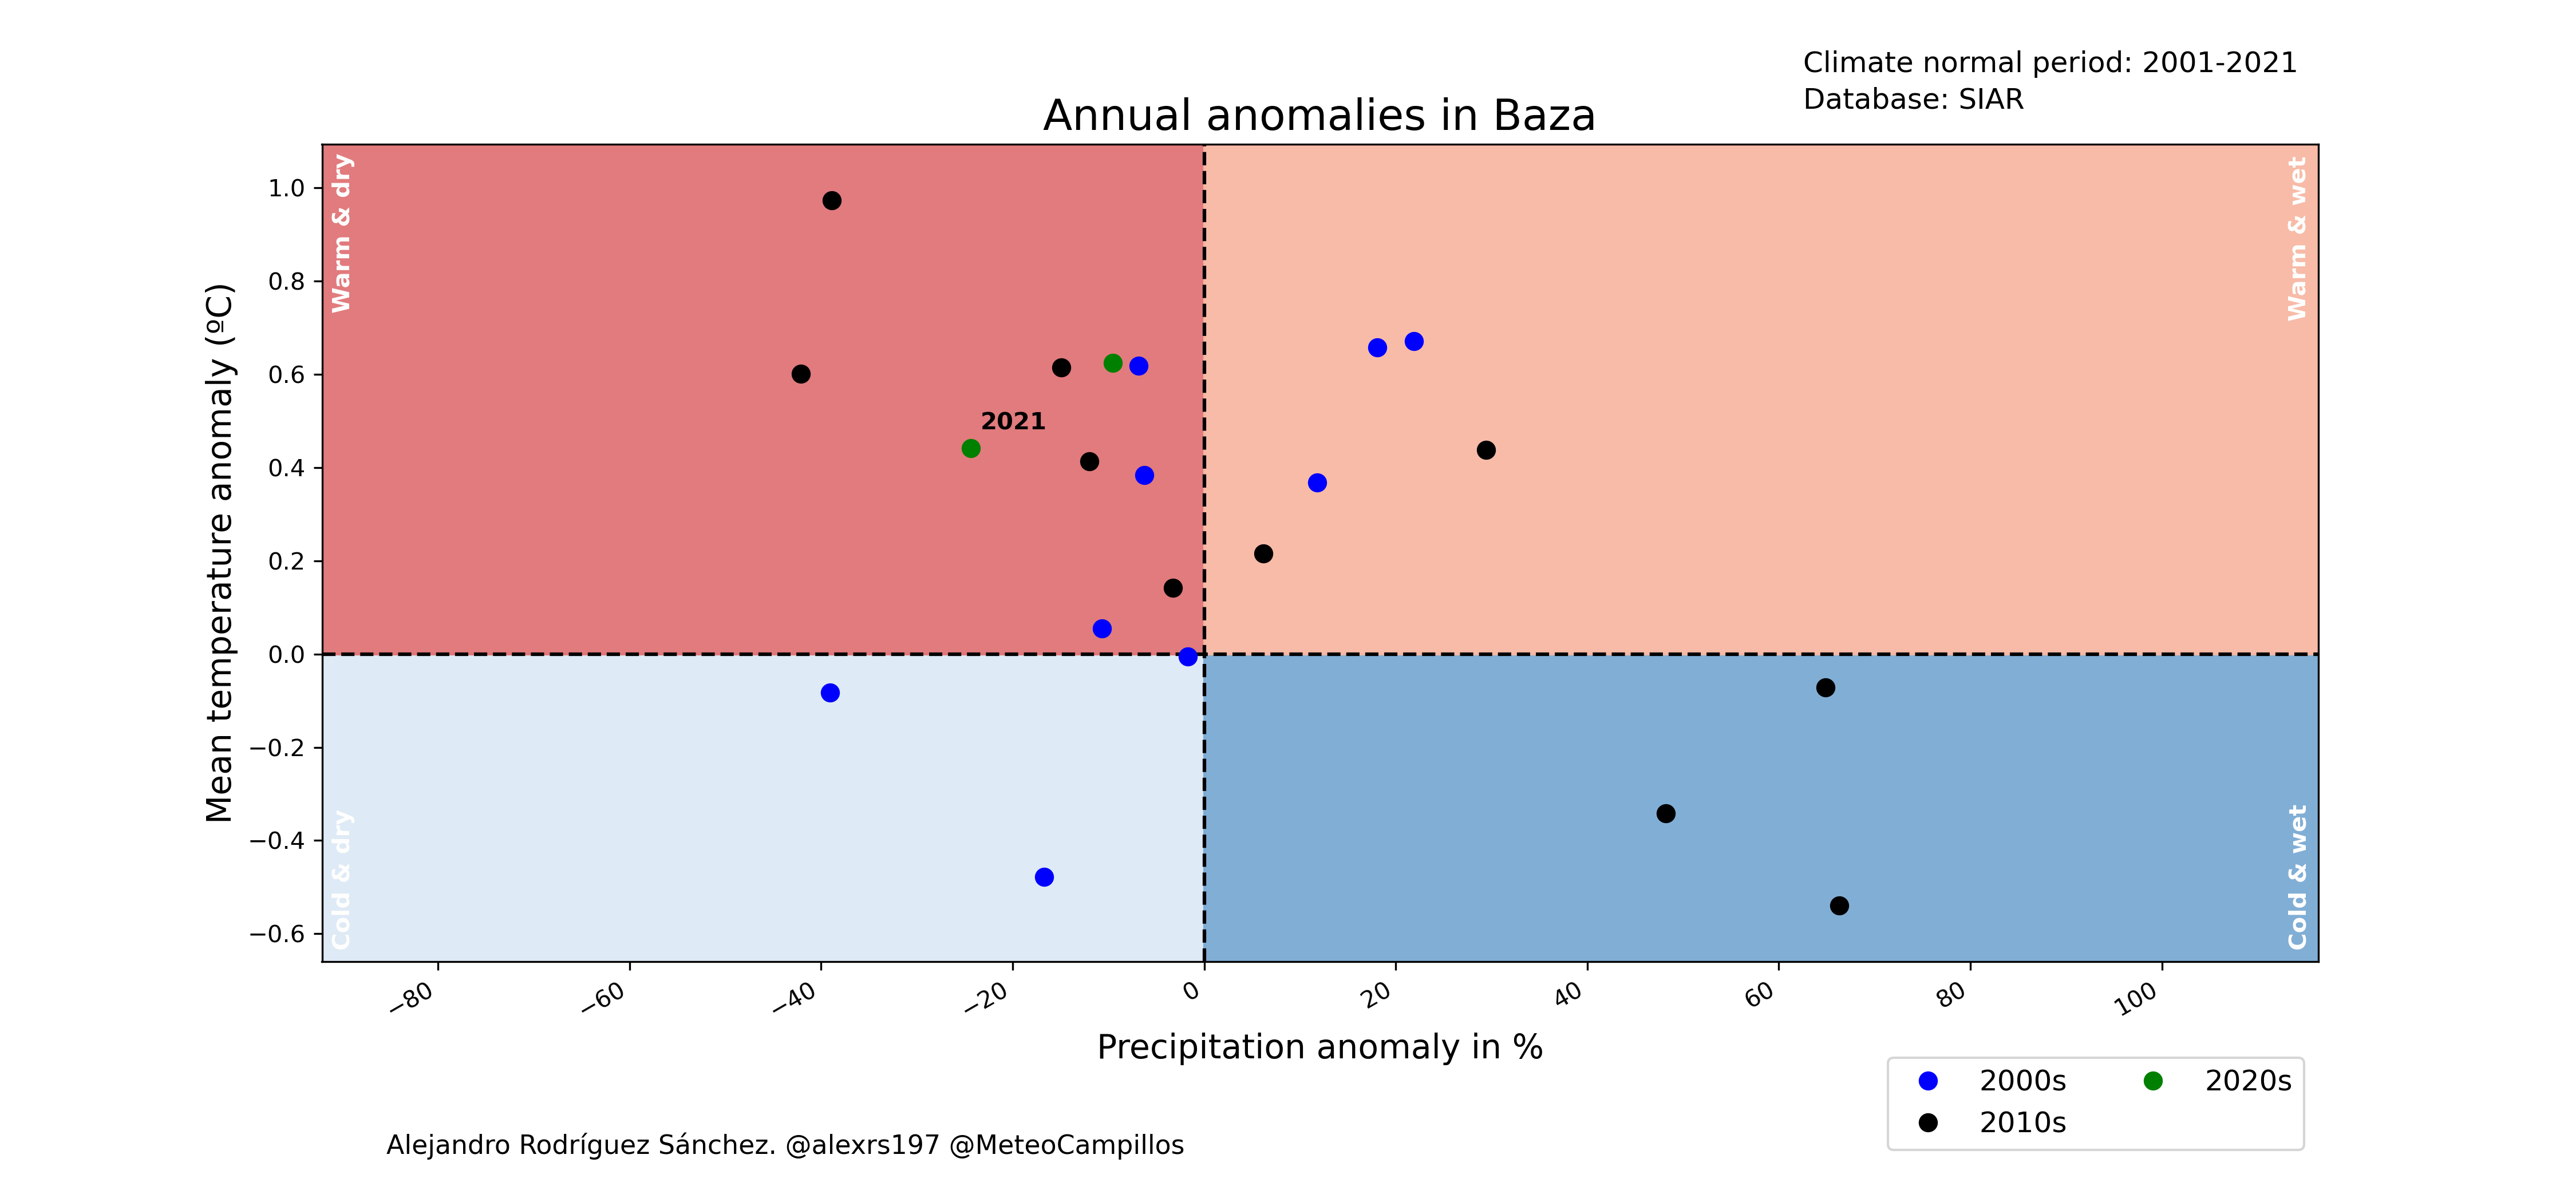 Climate normal period: 2001-2021
Database: SIAR
Annual anomalies in Baza
Warm & dry
Warm & wet
Cold & dry
Cold & wet
2021
Mean temperature anomaly (ºC)
1.0
0.8
0.6
0.4
0.2
0.0
−0.2
−0.4
−0.6
−80
−60
−40
−20
0
20
40
60
80
100
Precipitation anomaly in %
2000s
2010s
2020s
Alejandro Rodríguez Sánchez. @alexrs197 @MeteoCampillos